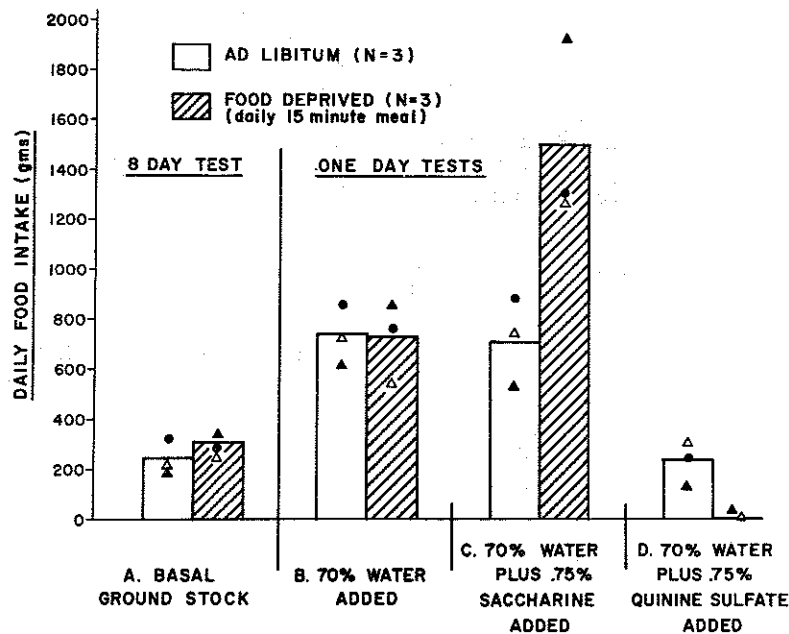 2000
1800
1600
1400
1200
1000
800
600
400
200
0
DAILY FOOD INTAKE (gms)
AD LIBITUM (N=3)
FOOD DEPRIVED (N=3)
(daily 15 minute meal)
8 DAY TEST
ONE DAY TESTS
A. BASAL
GROUND STOCK
B. 70% WATER
ADDED
C. 70% WATER
PLUS .75%
SACCHARINE
ADDED
D. 70% WATER
PLUS .75%
QUININE SULFATE
ADDED